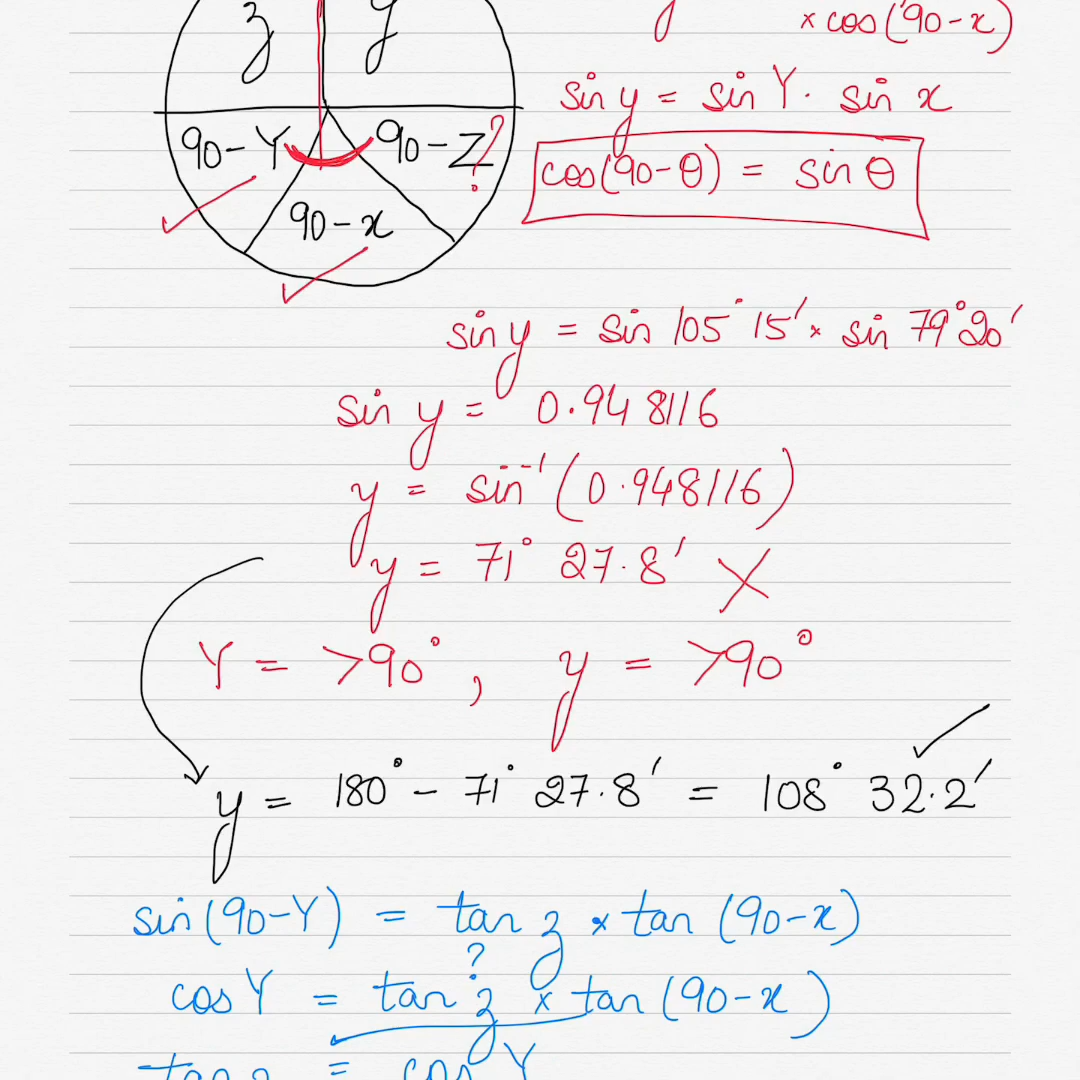 z y
× cos(90-x)
sin y = sin Y. sin x
90-Y 90-Z ?
?
cos(90-θ) = sin θ
90-x
sin y = sin 105° 15' × sin 79° 20'
sin y = 0.948116
y = sin⁻¹(0.948116)
y = 71° 27.8' X
Y = >90°, y = >90°
y = 180° - 71° 27.8' = 108° 32.2'
sin(90-Y) = tan z × tan (90-x)
?
cos Y = tan z × tan (90-x)
tan z = cos Y